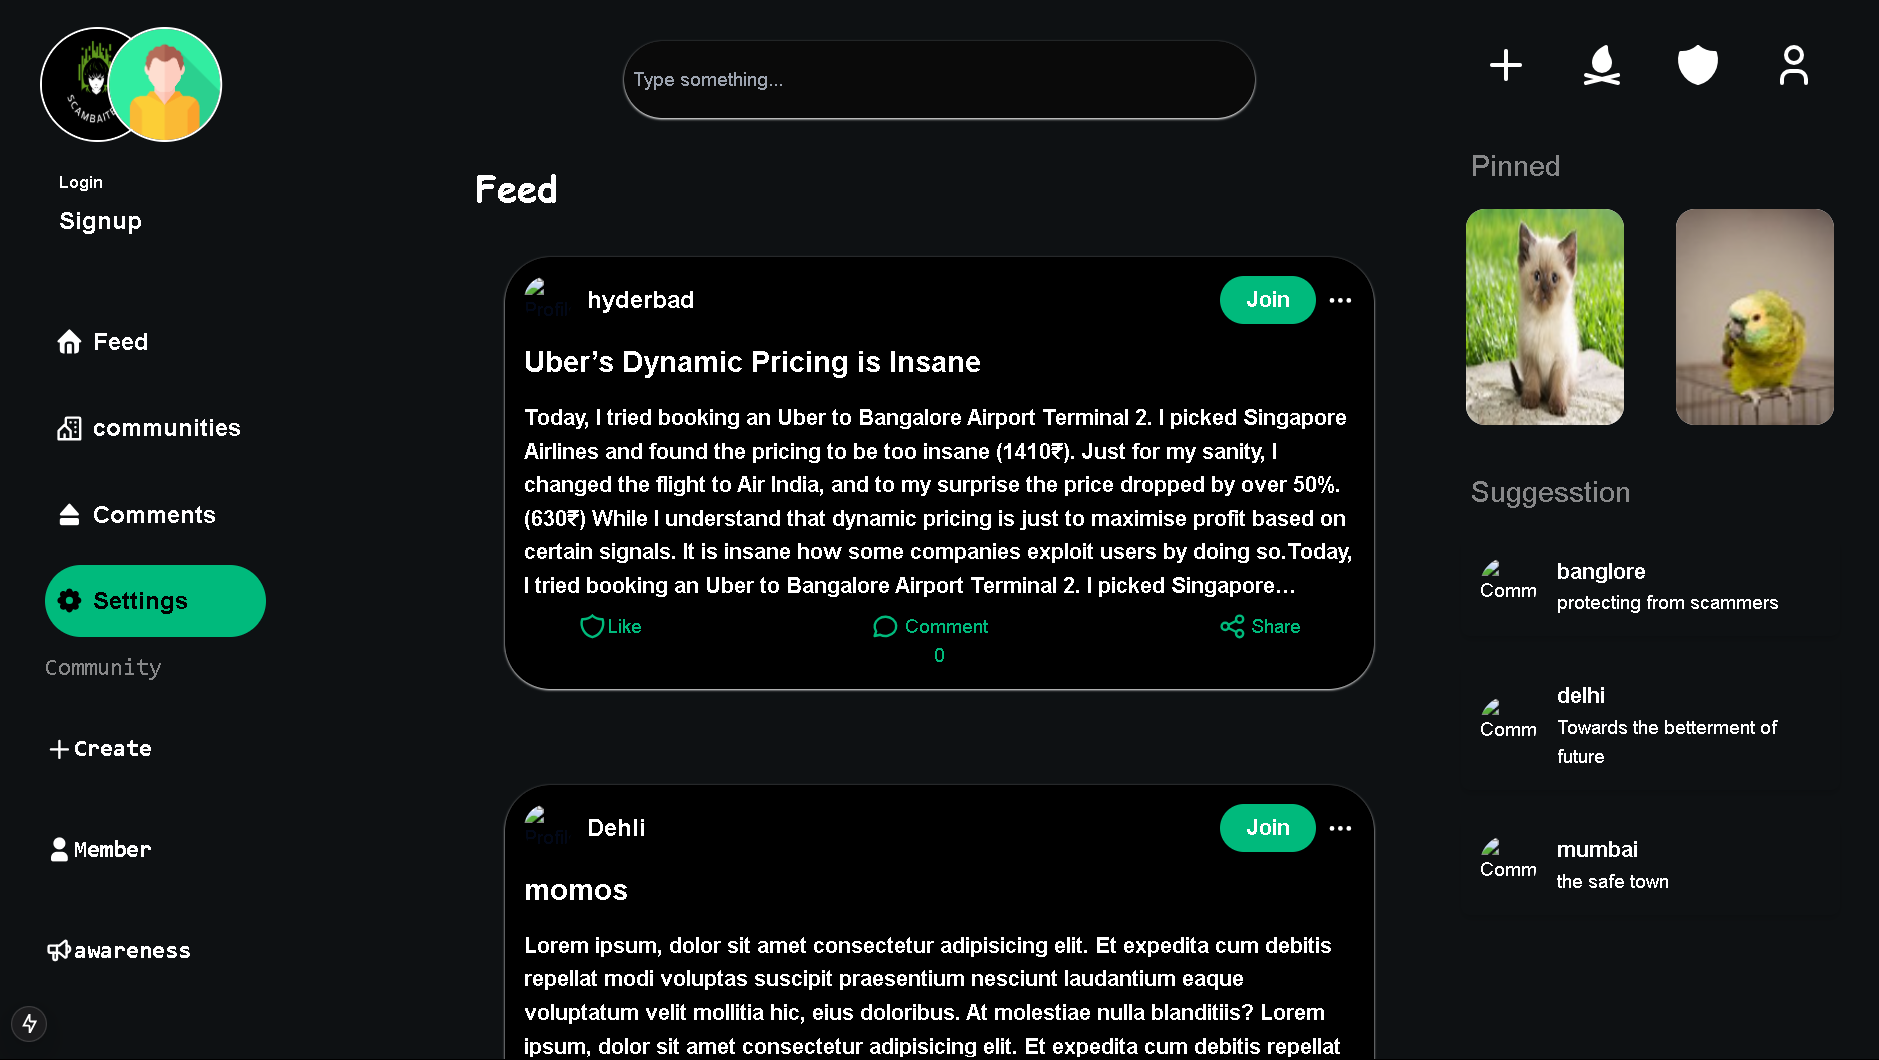 SCAMBAITE
Type something...
Login
Signup
Feed
communities
Comments
Settings
Community
Create
Member
awareness
Feed
Profil
hyderbad
Join
Uber’s Dynamic Pricing is Insane
Today, I tried booking an Uber to Bangalore Airport Terminal 2. I picked Singapore
Airlines and found the pricing to be too insane (1410₹). Just for my sanity, I
changed the flight to Air India, and to my surprise the price dropped by over 50%.
(630₹) While I understand that dynamic pricing is just to maximise profit based on
certain signals. It is insane how some companies exploit users by doing so.Today,
I tried booking an Uber to Bangalore Airport Terminal 2. I picked Singapore...
Like
Comment
Share
0
Profil
Dehli
Join
momos
Lorem ipsum, dolor sit amet consectetur adipisicing elit. Et expedita cum debitis
repellat modi voluptas suscipit praesentium nesciunt laudantium eaque
voluptatum velit mollitia hic, eius doloribus. At molestiae nulla blanditiis? Lorem
ipsum, dolor sit amet consectetur adipisicing elit. Et expedita cum debitis repellat
Pinned
Suggesstion
Comm
banglore
protecting from scammers
Comm
delhi
Towards the betterment of
future
Comm
mumbai
the safe town